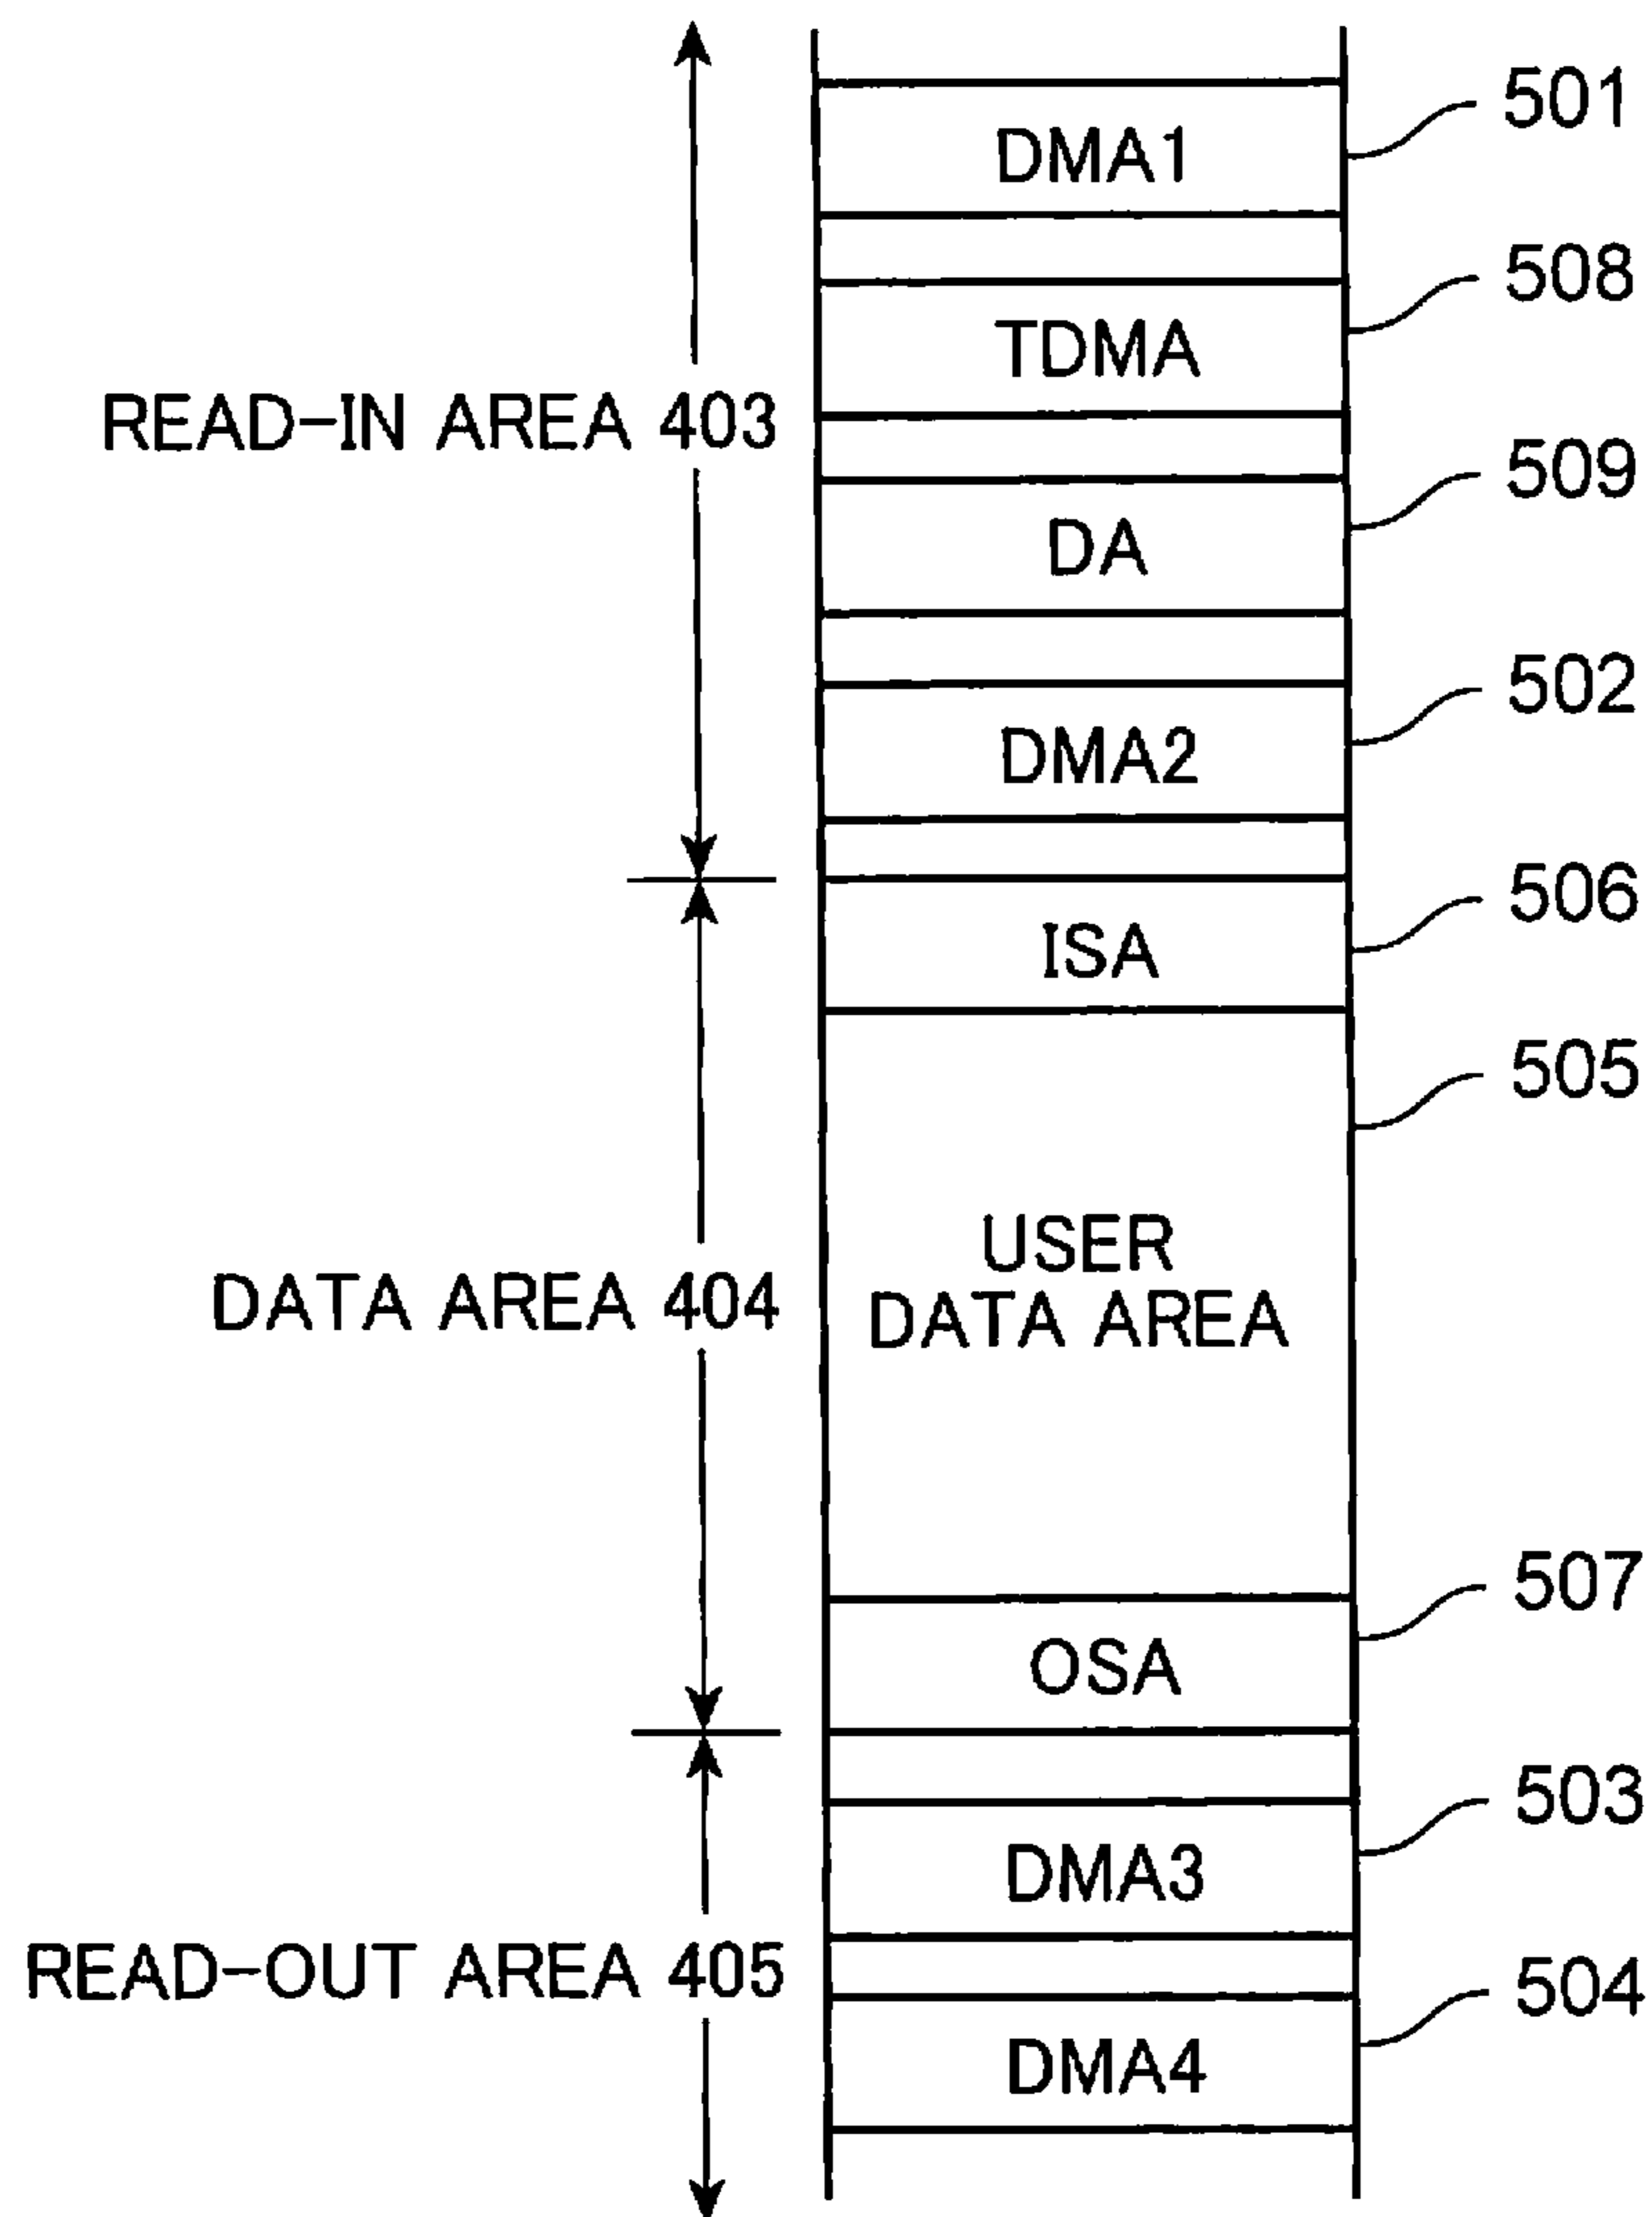 501
DMA1
508
TDMA
READ-IN AREA 403
509
DA
502
DMA2
506
ISA
505
USER
DATA AREA
DATA AREA 404
507
OSA
503
DMA3
READ-OUT AREA 405
504
DMA4